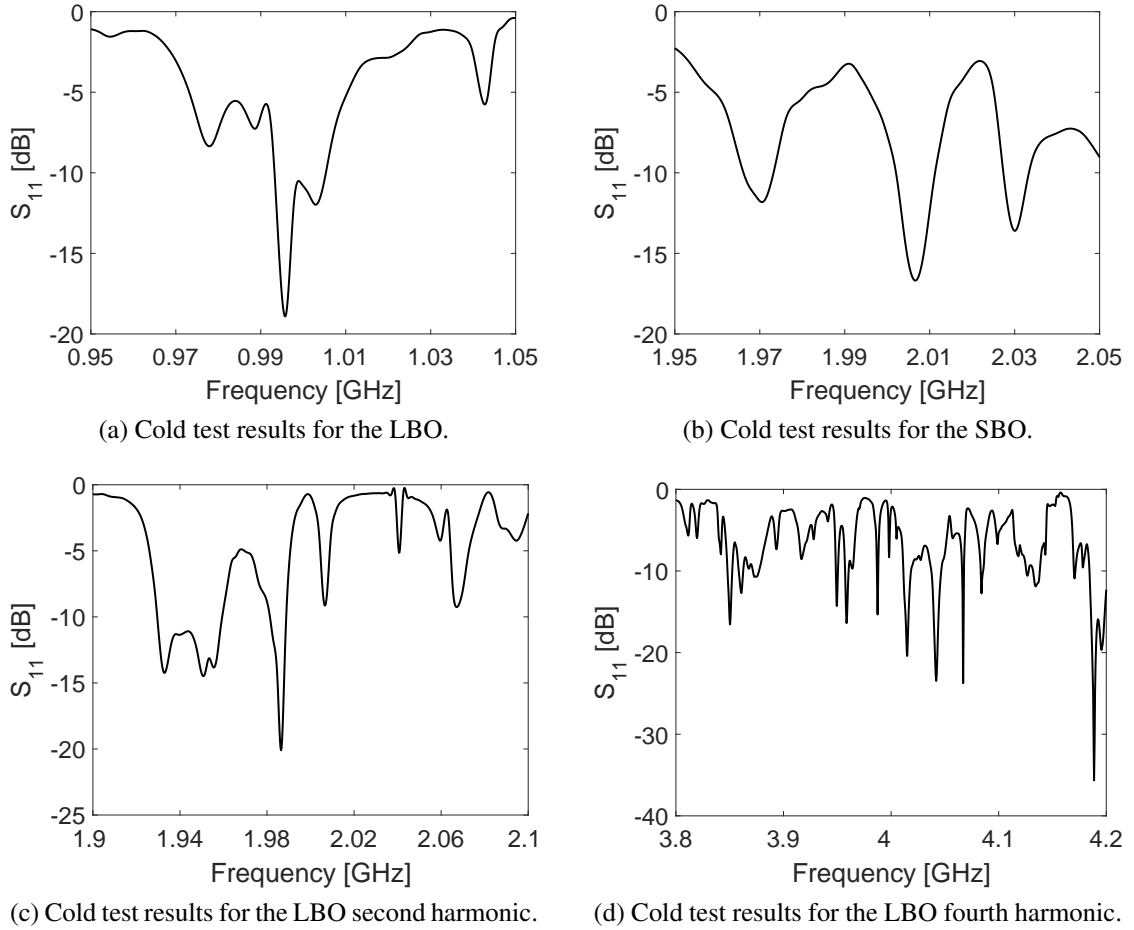 0
-5
-10
-15
-20
S11 [dB]
0.95 0.97 0.99 1.01 1.03 1.05
Frequency [GHz]
(a) Cold test results for the LBO.
0
-5
-10
-15
-20
S11 [dB]
1.95 1.97 1.99 2.01 2.03 2.05
Frequency [GHz]
(b) Cold test results for the SBO.
0
-5
-10
-15
-20
-25
S11 [dB]
1.9 1.94 1.98 2.02 2.06 2.1
Frequency [GHz]
(c) Cold test results for the LBO second harmonic.
0
-10
-20
-30
-40
S11 [dB]
3.8 3.9 4 4.1 4.2
Frequency [GHz]
(d) Cold test results for the LBO fourth harmonic.